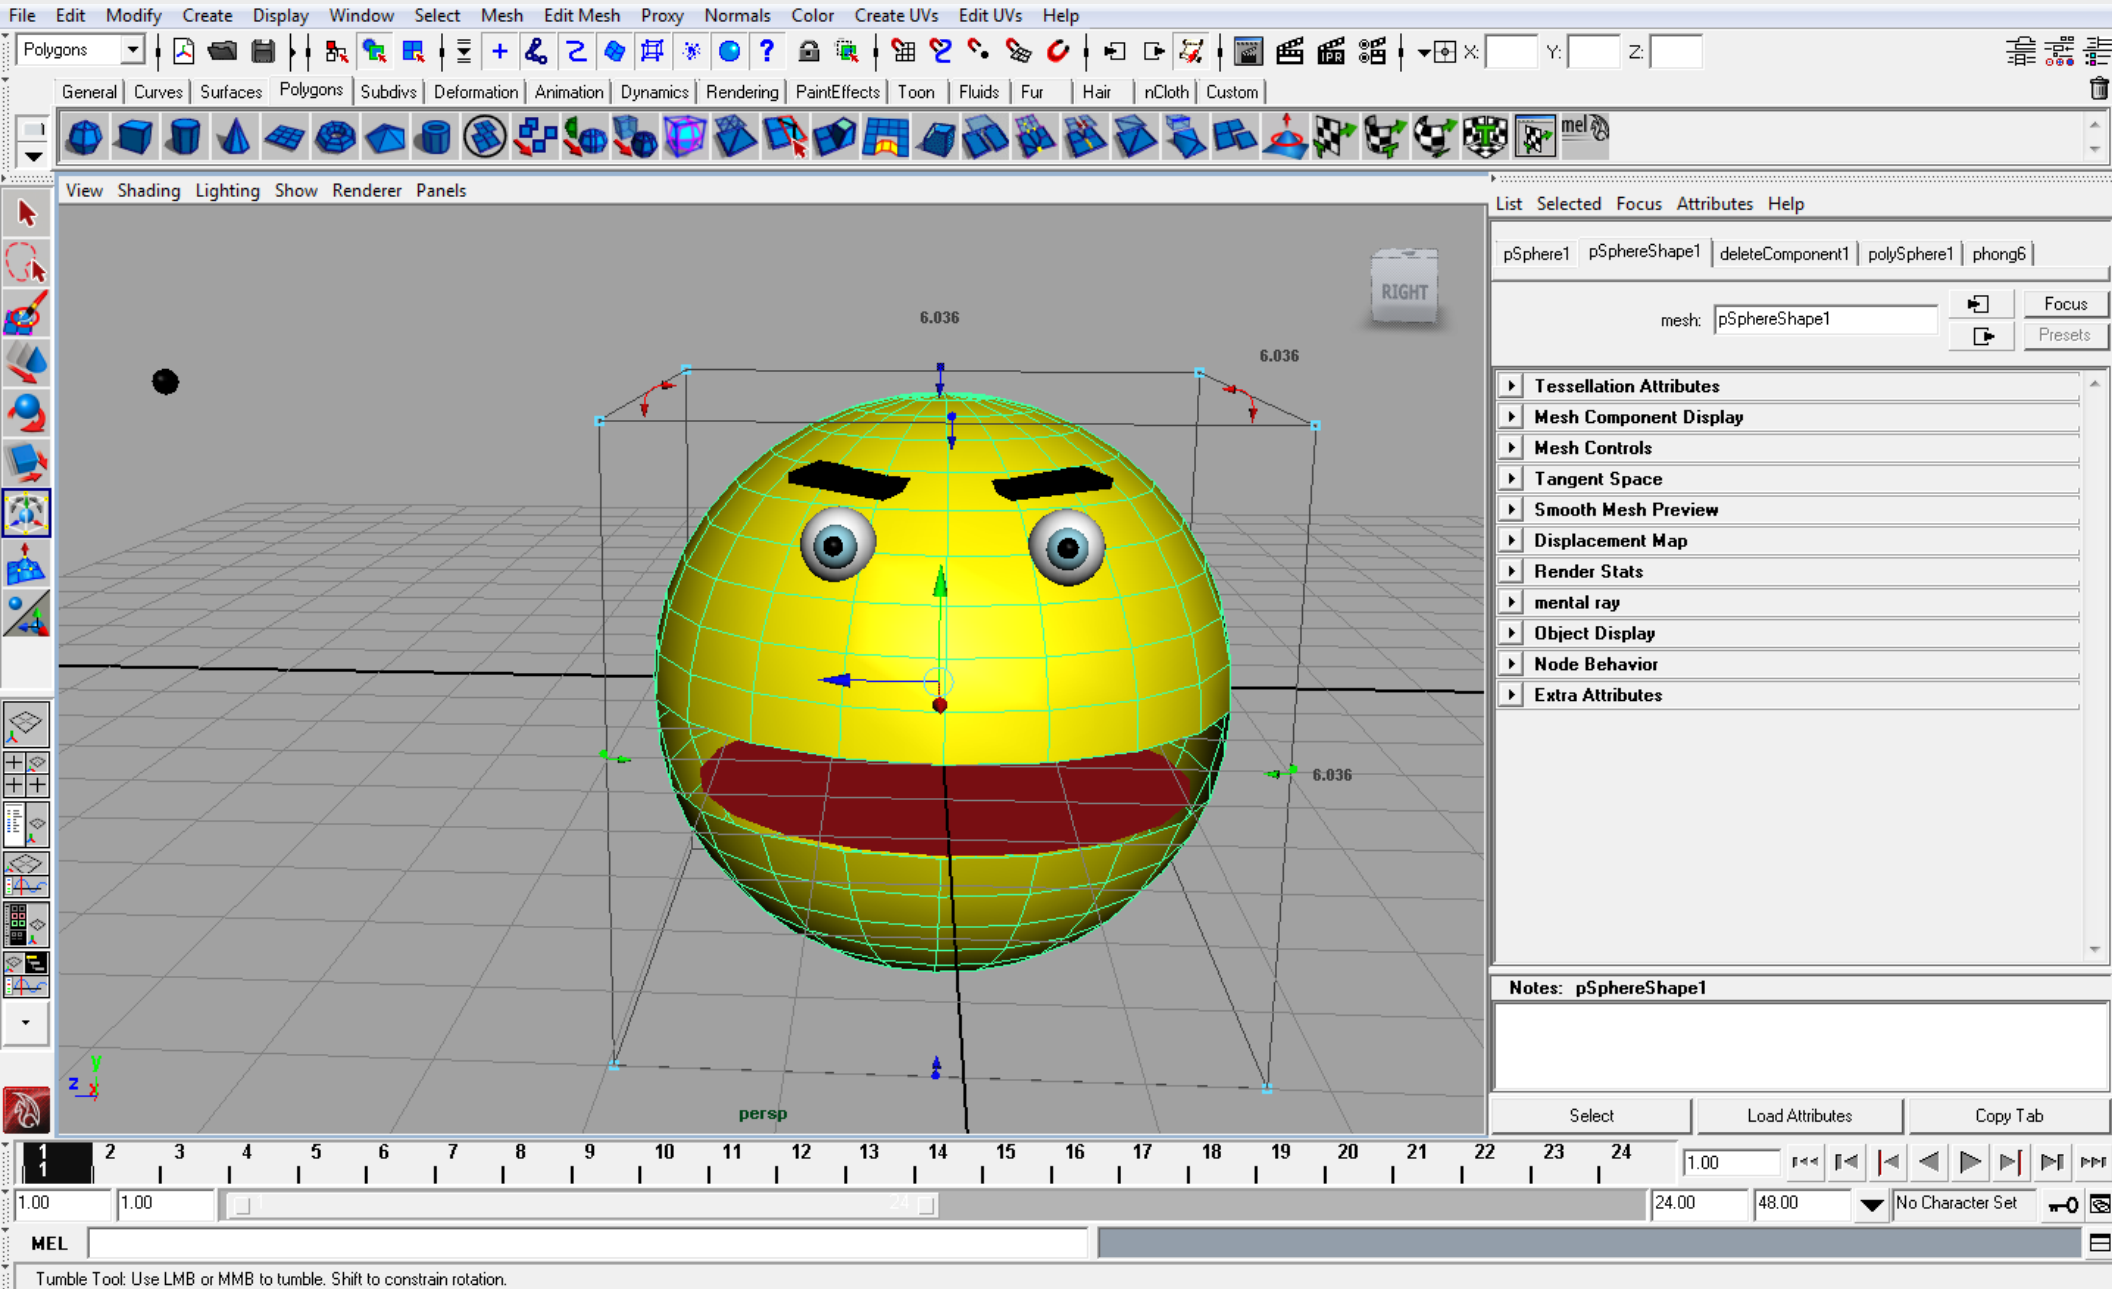 File Edit Modify Create Display Window Select Mesh Edit Mesh Proxy Normals Color Create UVs Edit UVs Help
Polygons X: Y: Z:
General Curves Surfaces Polygons Subdivs Deformation Animation Dynamics Rendering PaintEffects Toon Fluids Fur Hair nCloth Custom
mel
View Shading Lighting Show Renderer Panels
List Selected Focus Attributes Help
pSphere1 pSphereShape1 deleteComponent1 polySphere1 phong6
RIGHT
mesh: pSphereShape1
Focus
Presets
6.036
6.036
6.036
Tessellation Attributes
Mesh Component Display
Mesh Controls
Tangent Space
Smooth Mesh Preview
Displacement Map
Render Stats
mental ray
Object Display
Node Behavior
Extra Attributes
Notes: pSphereShape1
y
z x
persp
Select Load Attributes Copy Tab
1 2 3 4 5 6 7 8 9 10 11 12 13 14 15 16 17 18 19 20 21 22 23 24
1 1.00
1.00 1.00 1 24 24.00 48.00 No Character Set
MEL
Tumble Tool: Use LMB or MMB to tumble. Shift to constrain rotation.